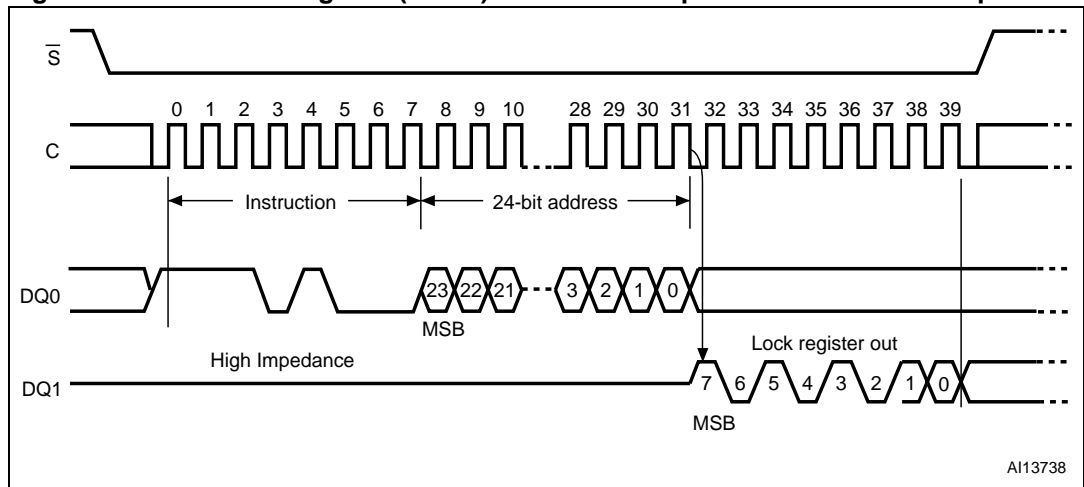 S
0 1 2 3 4 5 6 7 8 9 10 28 29 30 31 32 33 34 35 36 37 38 39
C
Instruction 24-bit address
DQ0 23 22 21 3 2 1 0
MSB
High Impedance Lock register out
DQ1 7 6 5 4 3 2 1 0
MSB
AI13738